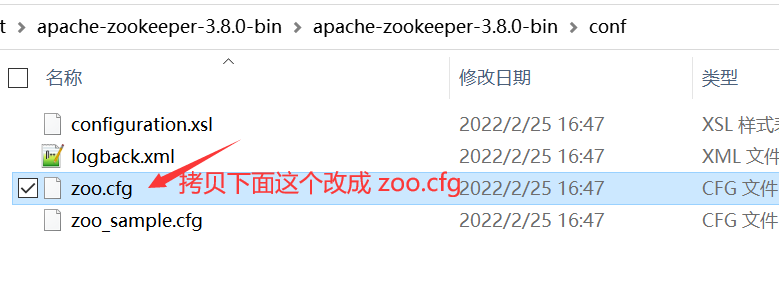 t > apache-zookeeper-3.8.0-bin > apache-zookeeper-3.8.0-bin > conf
名称 修改日期 类型
configuration.xsl 2022/2/25 16:47 XSL 样式表
logback.xml 2022/2/25 16:47 XML 文件
zoo.cfg 拷贝下面这个改成 zoo.cfg 2022/2/25 16:47 CFG 文件
zoo_sample.cfg 2022/2/25 16:47 CFG 文件